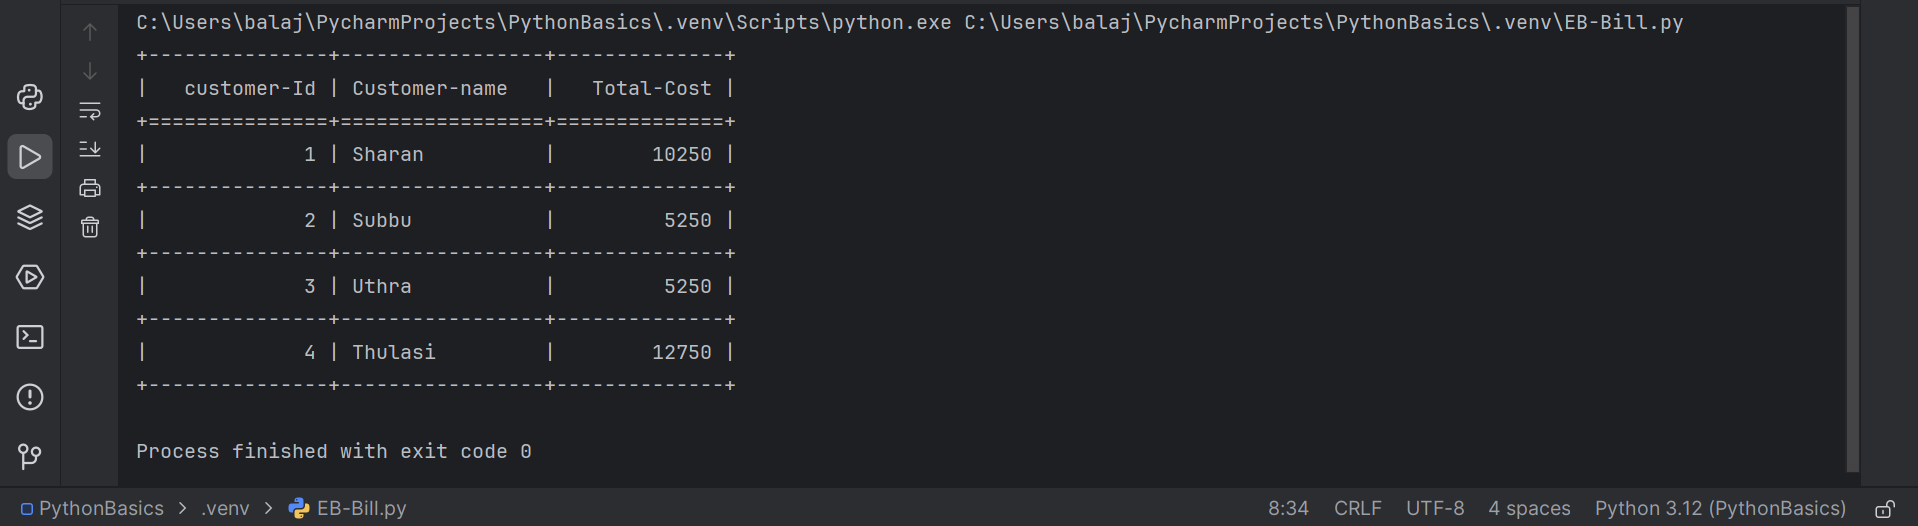 C:\Users\balaj\PycharmProjects\PythonBasics\.venv\Scripts\python.exe C:\Users\balaj\PycharmProjects\PythonBasics\.venv\EB-Bill.py
+---------------+-----------------+--------------+
|   customer-Id | Customer-name   |   Total-Cost |
+===============+=================+==============+
|             1 | Sharan          |        10250 |
+---------------+-----------------+--------------+
|             2 | Subbu           |         5250 |
+---------------+-----------------+--------------+
|             3 | Uthra           |         5250 |
+---------------+-----------------+--------------+
|             4 | Thulasi         |        12750 |
+---------------+-----------------+--------------+
Process finished with exit code 0
PythonBasics > .venv > EB-Bill.py 8:34 CRLF UTF-8 4 spaces Python 3.12 (PythonBasics)